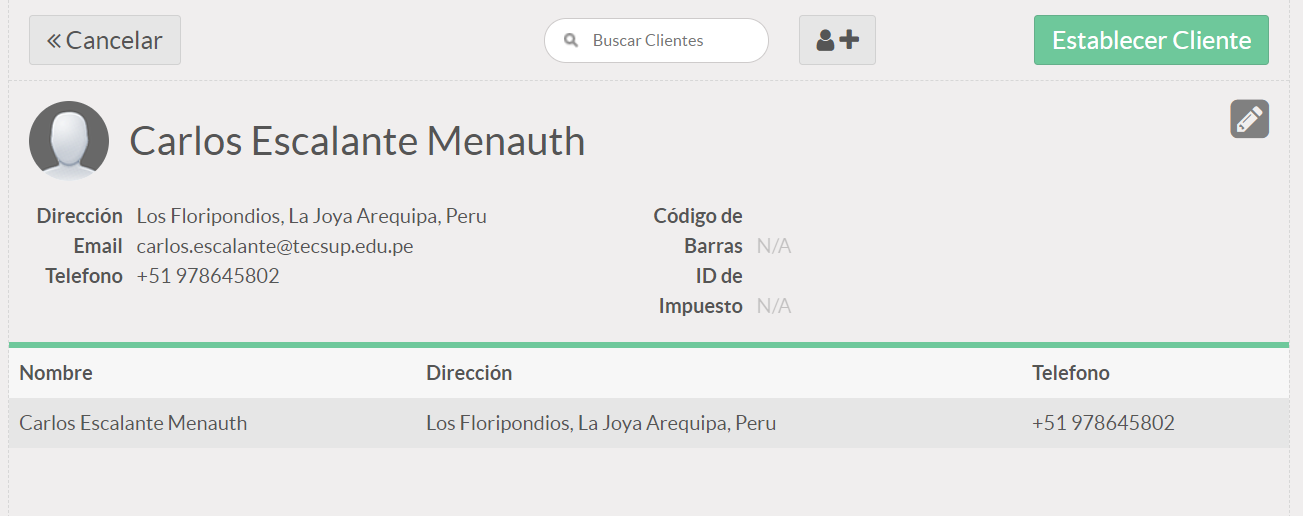 Cancelar
Buscar Clientes
Establecer Cliente
Carlos Escalante Menauth
Dirección Los Floripondios, La Joya Arequipa, Peru
Email carlos.escalante@tecsup.edu.pe
Telefono +51 978645802
Código de
Barras N/A
ID de
Impuesto N/A
Nombre Dirección Telefono
Carlos Escalante Menauth Los Floripondios, La Joya Arequipa, Peru +51 978645802